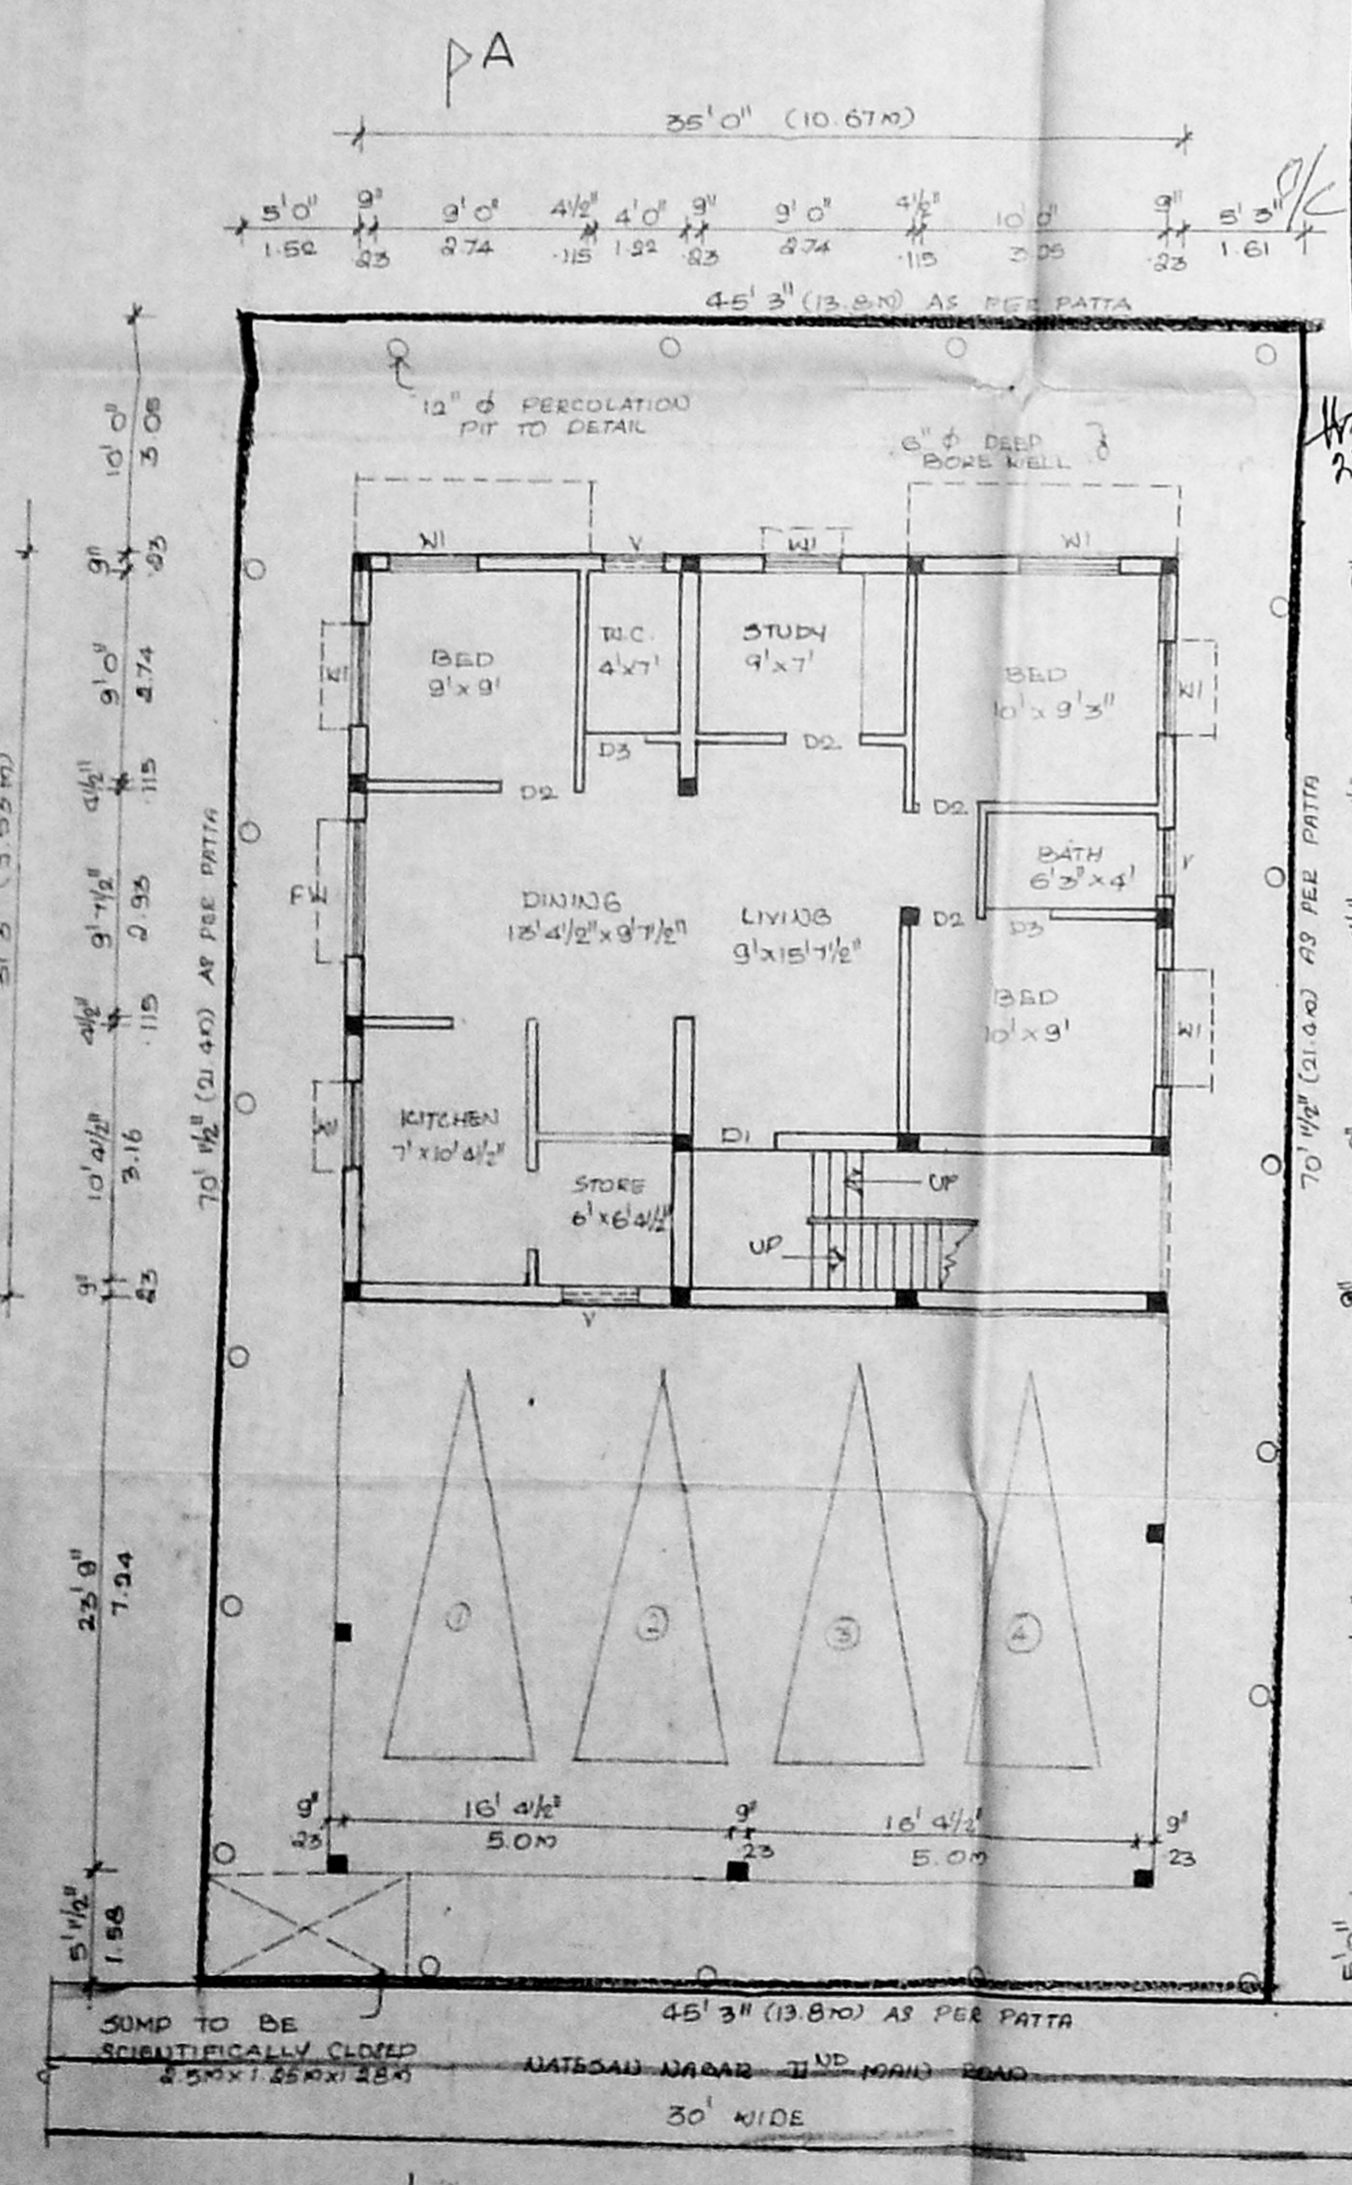 A
35'0" (10.67m)
5'0" 9" 9'0" 4½" 4'0" 9" 9'0" 4½" 10'0" 9" 5'3"
1.52 .23 2.74 .115 1.22 .23 2.74 .115 3.05 .23 1.61
45'3" (13.8m) AS PER PATTA
12" ϕ PERCOLATION
PIT TO DETAIL
6" ϕ DEEP
BORE WELL
10'0"
3.05
9"
.23
9'0"
2.74
4½"
.115
9'7½"
2.93
4½"
.115
10'4½"
3.16
9"
23
23'9"
7.24
5'1½"
1.58
70'1½" (21.4m) AS PER PATTA
70'1½" (21.4m) AS PER PATTA
W1 V W1 W1
BED
9'x9'
W.C.
4'x7'
STUDY
9'x7'
BED
10'x9'3"
W1
W1
D3
D2
D2
D2
BATH
6'3"x4'
V
DINING
13'4½"x9'7½"
LIVING
9'x15'7½"
D2
D3
BED
10'x9'
W1
KITCHEN
7'x10'4½"
D1
STORE
6'x6'4½"
UP
UP
V
1 2 3 4
9" 16'4½" 9" 16'4½" 9"
23 5.0m 23 5.0m 23
45'3" (13.8m) AS PER PATTA
SUMP TO BE
SCIENTIFICALLY CLOSED
2.5mx1.25mx1.28m
NATESAN NAGAR IIND MAIN ROAD
30' WIDE